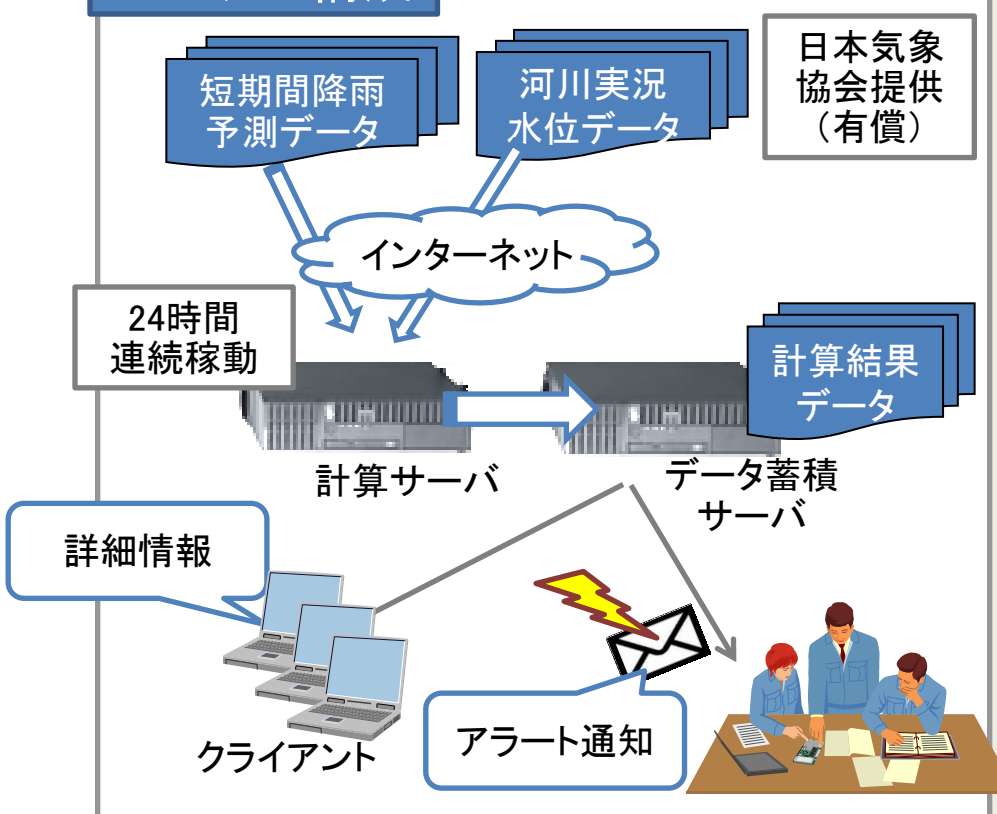 短期間降雨
予測データ
河川実況
水位データ
日本気象
協会提供
（有償）
インターネット
24時間
連続稼動
計算結果
データ
計算サーバ
データ蓄積
サーバ
詳細情報
クライアント
アラート通知